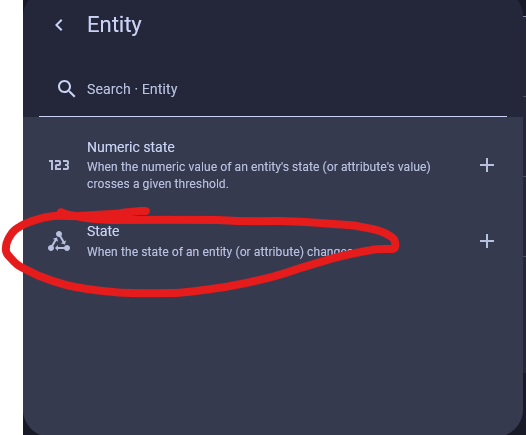 Entity
Search · Entity
123
Numeric state
When the numeric value of an entity's state (or attribute's value)
crosses a given threshold.
State
When the state of an entity (or attribute) changes.